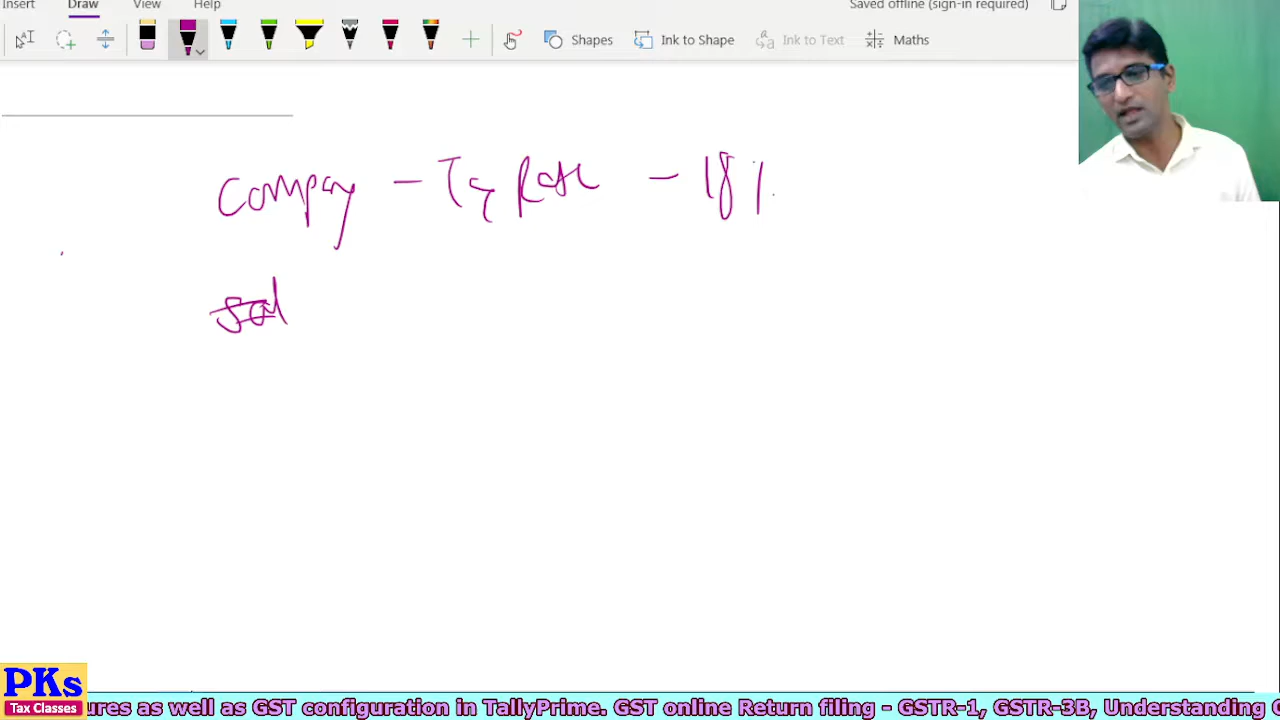 Insert Draw View Help Saved offline (sign-in required)
Shapes Ink to Shape Ink to Text Maths
Company - Tax Rate - 18%
PKs
Tax Classes
ures as well as GST configuration in TallyPrime. GST online Return filing - GSTR-1, GSTR-3B, Understanding G